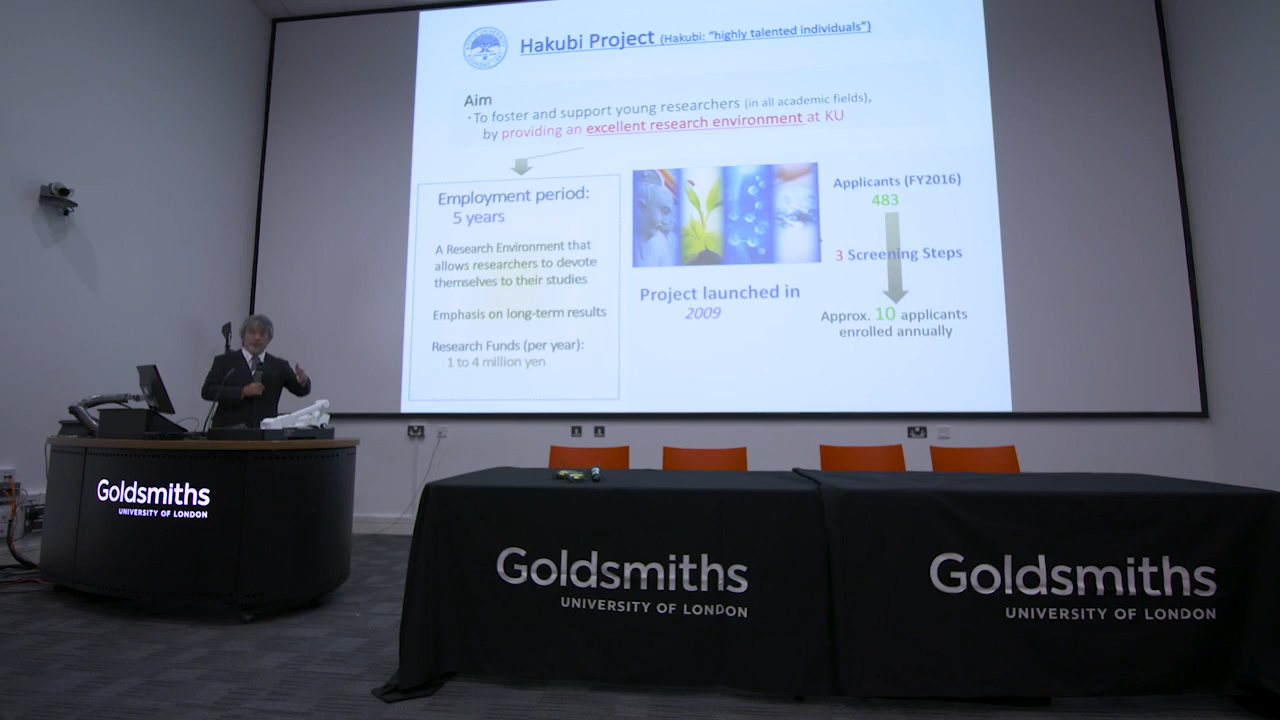 Hakubi Project (Hakubi: "highly talented individuals")
Aim
・To foster and support young researchers (in all academic fields),
by providing an excellent research environment at KU
Employment period:
5 years
A Research Environment that
allows researchers to devote
themselves to their studies
Emphasis on long-term results
Research Funds (per year):
1 to 4 million yen
Project launched in
2009
Applicants (FY2016)
483
3 Screening Steps
Approx. 10 applicants
enrolled annually
Goldsmiths
UNIVERSITY OF LONDON
Goldsmiths
UNIVERSITY OF LONDON
Goldsmiths
UNIVERSITY OF LONDON